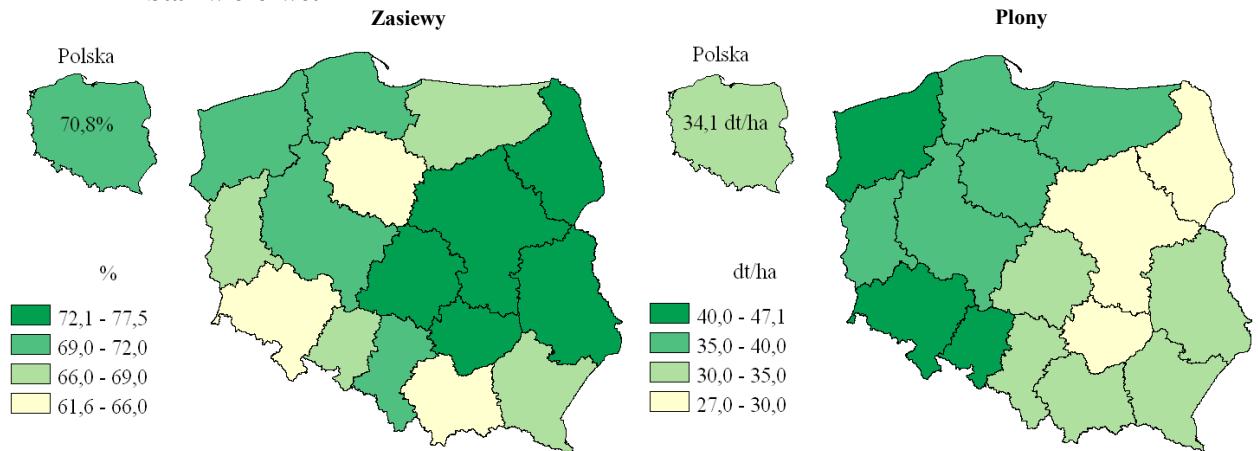 Zasiewy
Polska
70,8%
%
72,1 - 77,5
69,0 - 72,0
66,0 - 69,0
61,6 - 66,0
Plony
Polska
34,1 dt/ha
dt/ha
40,0 - 47,1
35,0 - 40,0
30,0 - 35,0
27,0 - 30,0